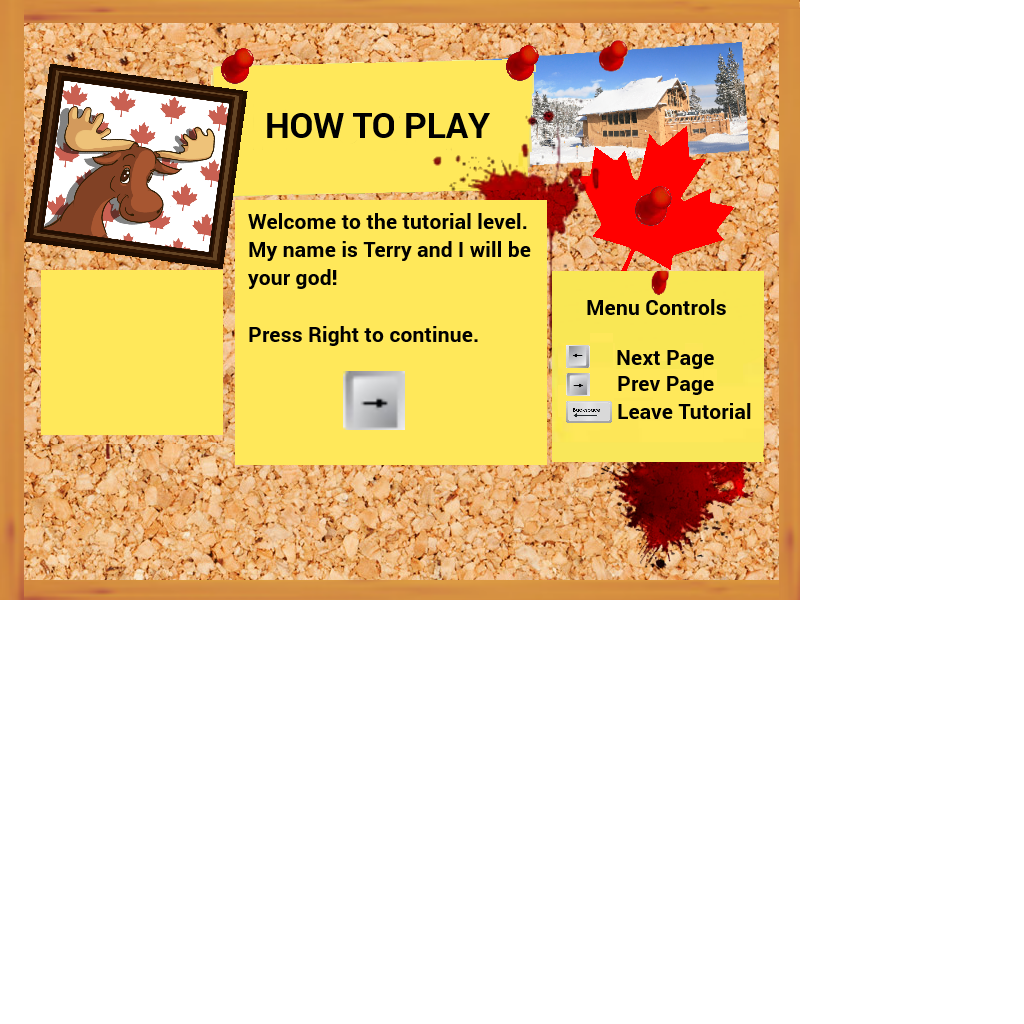 HOW TO PLAY
Welcome to the tutorial level.
My name is Terry and I will be
your god!
Press Right to continue.
Menu Controls
Next Page
Prev Page
Backspace
Leave Tutorial